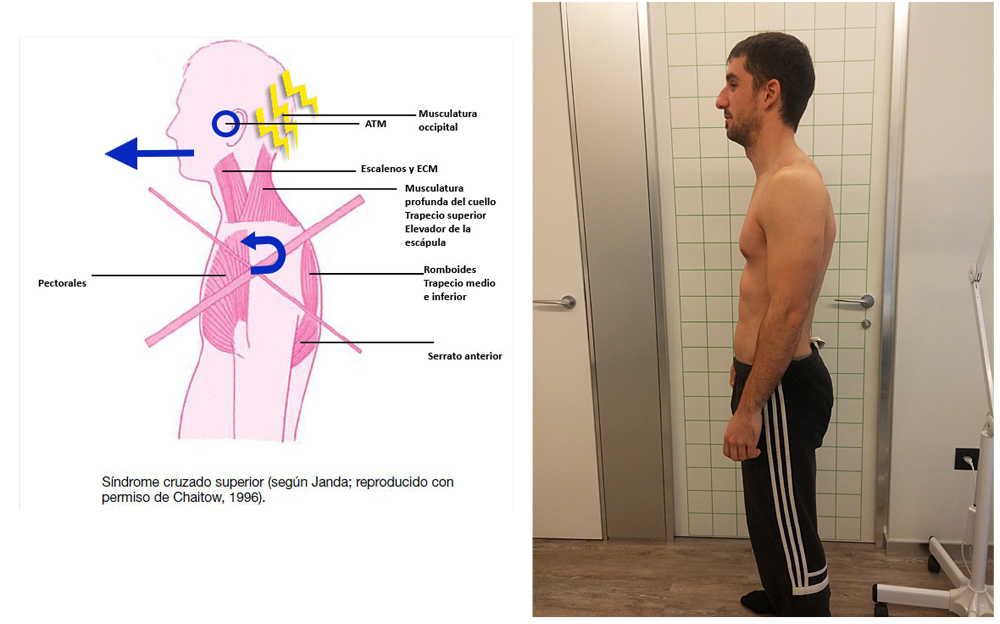 Musculatura
occipital
ATM
Escalenos y ECM
Musculatura
profunda del cuello
Trapecio superior
Elevador de la
escápula
Pectorales
Romboides
Trapecio medio
e inferior
Serrato anterior
Síndrome cruzado superior (según Janda; reproducido con
permiso de Chaitow, 1996).